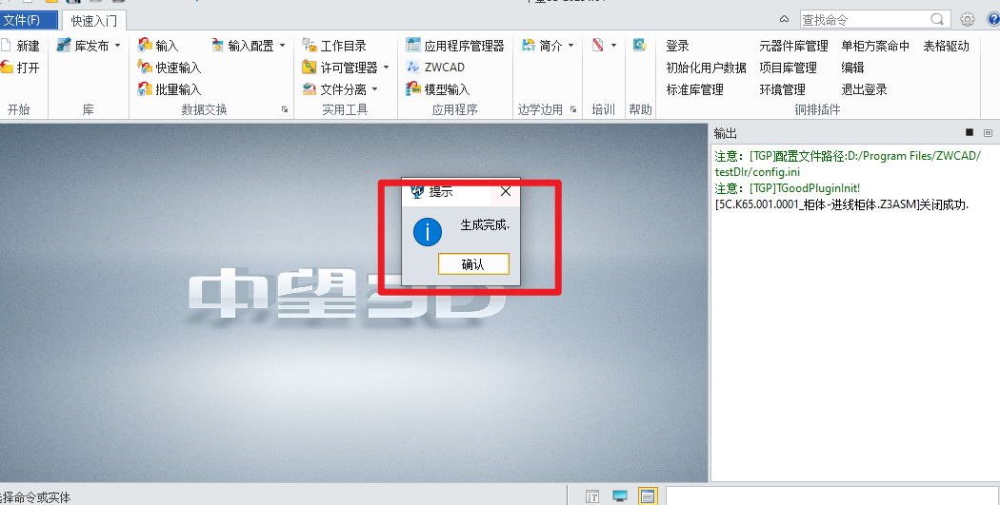 文件(F)
快速入门
查找命令
新建
打开
开始
库发布
库
输入
快速输入
批量输入
输入配置
数据交换
工作目录
许可管理器
文件分离
实用工具
应用程序管理器
ZWCAD
模型输入
应用程序
简介
边学边用
培训
帮助
登录
元器件库管理
单柜方案命中
表格驱动
初始化用户数据
项目库管理
编辑
标准库管理
环境管理
退出登录
铜排插件
输出
注意：[TGP]配置文件路径:D:/Program Files/ZWCAD/
testDlr/config.ini
注意：[TGP]TGoodPluginInit!
[5C.K65.001.0001_柜体-进线柜体.Z3ASM]关闭成功.
提示
生成完成.
确认
中望3D
选择命令或实体